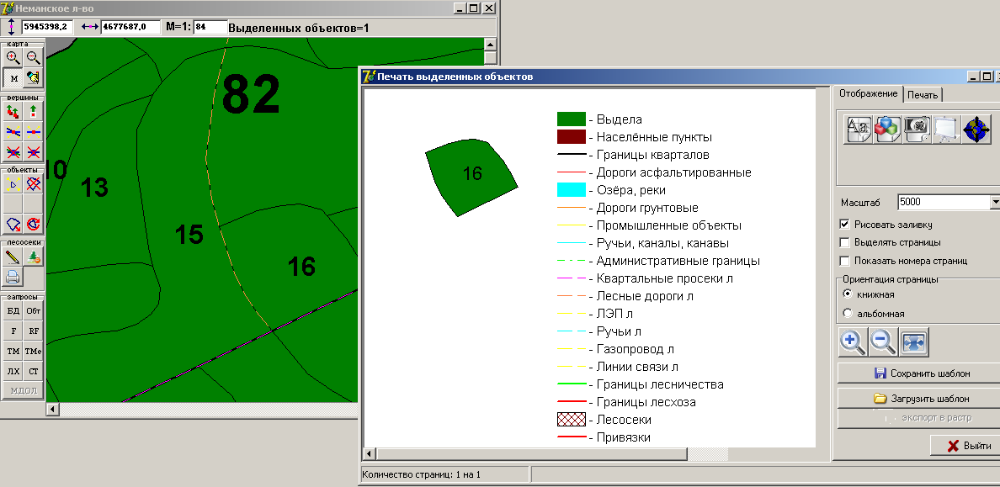 Неманское л-во
5945398,2
4677687,0
М=1:
84
Выделенных объектов=1
карта
М
вершины
объекты
лесосеки
запросы
БД
Обт
F
RF
ТМ
ТМе
ЛХ
СТ
МДОЛ
82
10
13
15
16
Печать выделенных объектов
16
- Выдела
- Населённые пункты
- Границы кварталов
- Дороги асфальтированные
- Озёра, реки
- Дороги грунтовые
- Промышленные объекты
- Ручьи, каналы, канавы
- Административные границы
- Квартальные просеки л
- Лесные дороги л
- ЛЭП л
- Ручьи л
- Газопровод л
- Линии связи л
- Границы лесничества
- Границы лесхоза
- Лесосеки
- Привязки
Отображение
Печать
Масштаб
5000
Рисовать заливку
Выделять страницы
Показать номера страниц
Ориентация страницы
книжная
альбомная
Сохранить шаблон
Загрузить шаблон
экспорт в растр
Выйти
Количество страниц: 1 на 1